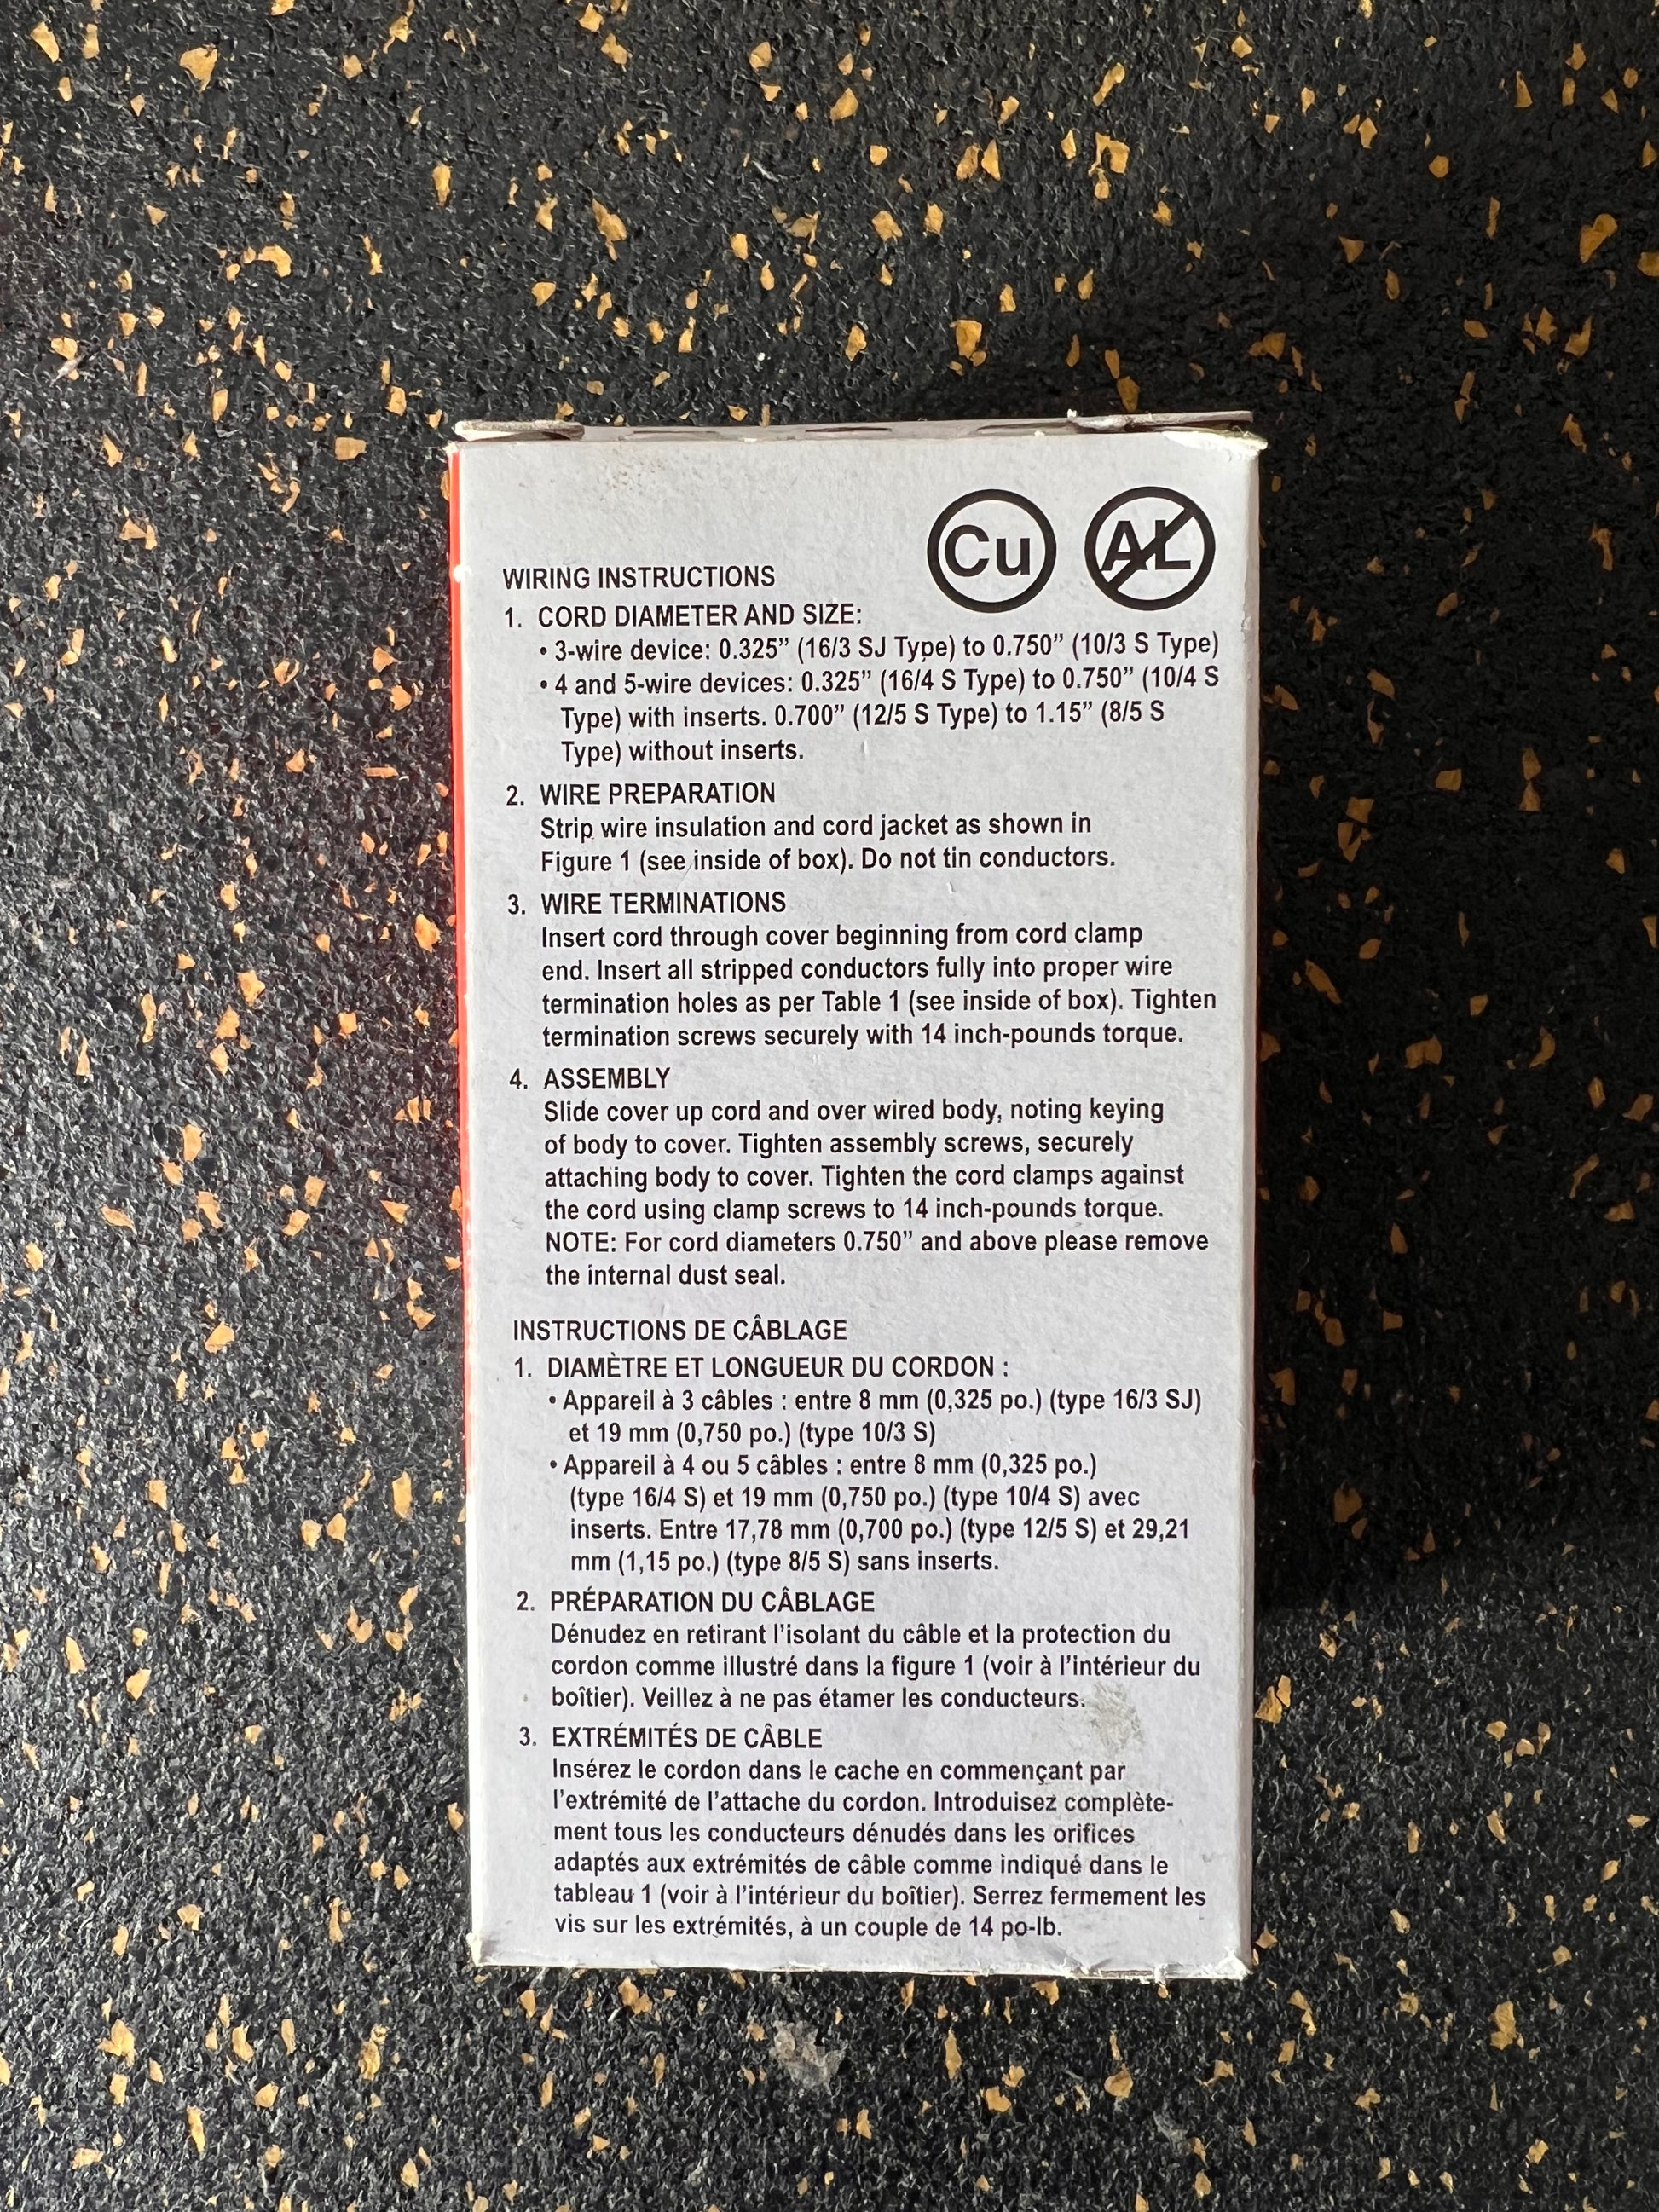 Cu AL
WIRING INSTRUCTIONS
1. CORD DIAMETER AND SIZE:
• 3-wire device: 0.325” (16/3 SJ Type) to 0.750” (10/3 S Type)
• 4 and 5-wire devices: 0.325” (16/4 S Type) to 0.750” (10/4 S
Type) with inserts. 0.700” (12/5 S Type) to 1.15” (8/5 S
Type) without inserts.
2. WIRE PREPARATION
Strip wire insulation and cord jacket as shown in
Figure 1 (see inside of box). Do not tin conductors.
3. WIRE TERMINATIONS
Insert cord through cover beginning from cord clamp
end. Insert all stripped conductors fully into proper wire
termination holes as per Table 1 (see inside of box). Tighten
termination screws securely with 14 inch-pounds torque.
4. ASSEMBLY
Slide cover up cord and over wired body, noting keying
of body to cover. Tighten assembly screws, securely
attaching body to cover. Tighten the cord clamps against
the cord using clamp screws to 14 inch-pounds torque.
NOTE: For cord diameters 0.750” and above please remove
the internal dust seal.
INSTRUCTIONS DE CÂBLAGE
1. DIAMÈTRE ET LONGUEUR DU CORDON :
• Appareil à 3 câbles : entre 8 mm (0,325 po.) (type 16/3 SJ)
et 19 mm (0,750 po.) (type 10/3 S)
• Appareil à 4 ou 5 câbles : entre 8 mm (0,325 po.)
(type 16/4 S) et 19 mm (0,750 po.) (type 10/4 S) avec
inserts. Entre 17,78 mm (0,700 po.) (type 12/5 S) et 29,21
mm (1,15 po.) (type 8/5 S) sans inserts.
2. PRÉPARATION DU CÂBLAGE
Dénudez en retirant l’isolant du câble et la protection du
cordon comme illustré dans la figure 1 (voir à l’intérieur du
boîtier). Veillez à ne pas étamer les conducteurs.
3. EXTRÉMITÉS DE CÂBLE
Insérez le cordon dans le cache en commençant par
l’extrémité de l’attache du cordon. Introduisez complète-
ment tous les conducteurs dénudés dans les orifices
adaptés aux extrémités de câble comme indiqué dans le
tableau 1 (voir à l’intérieur du boîtier). Serrez fermement les
vis sur les extrémités, à un couple de 14 po-lb.